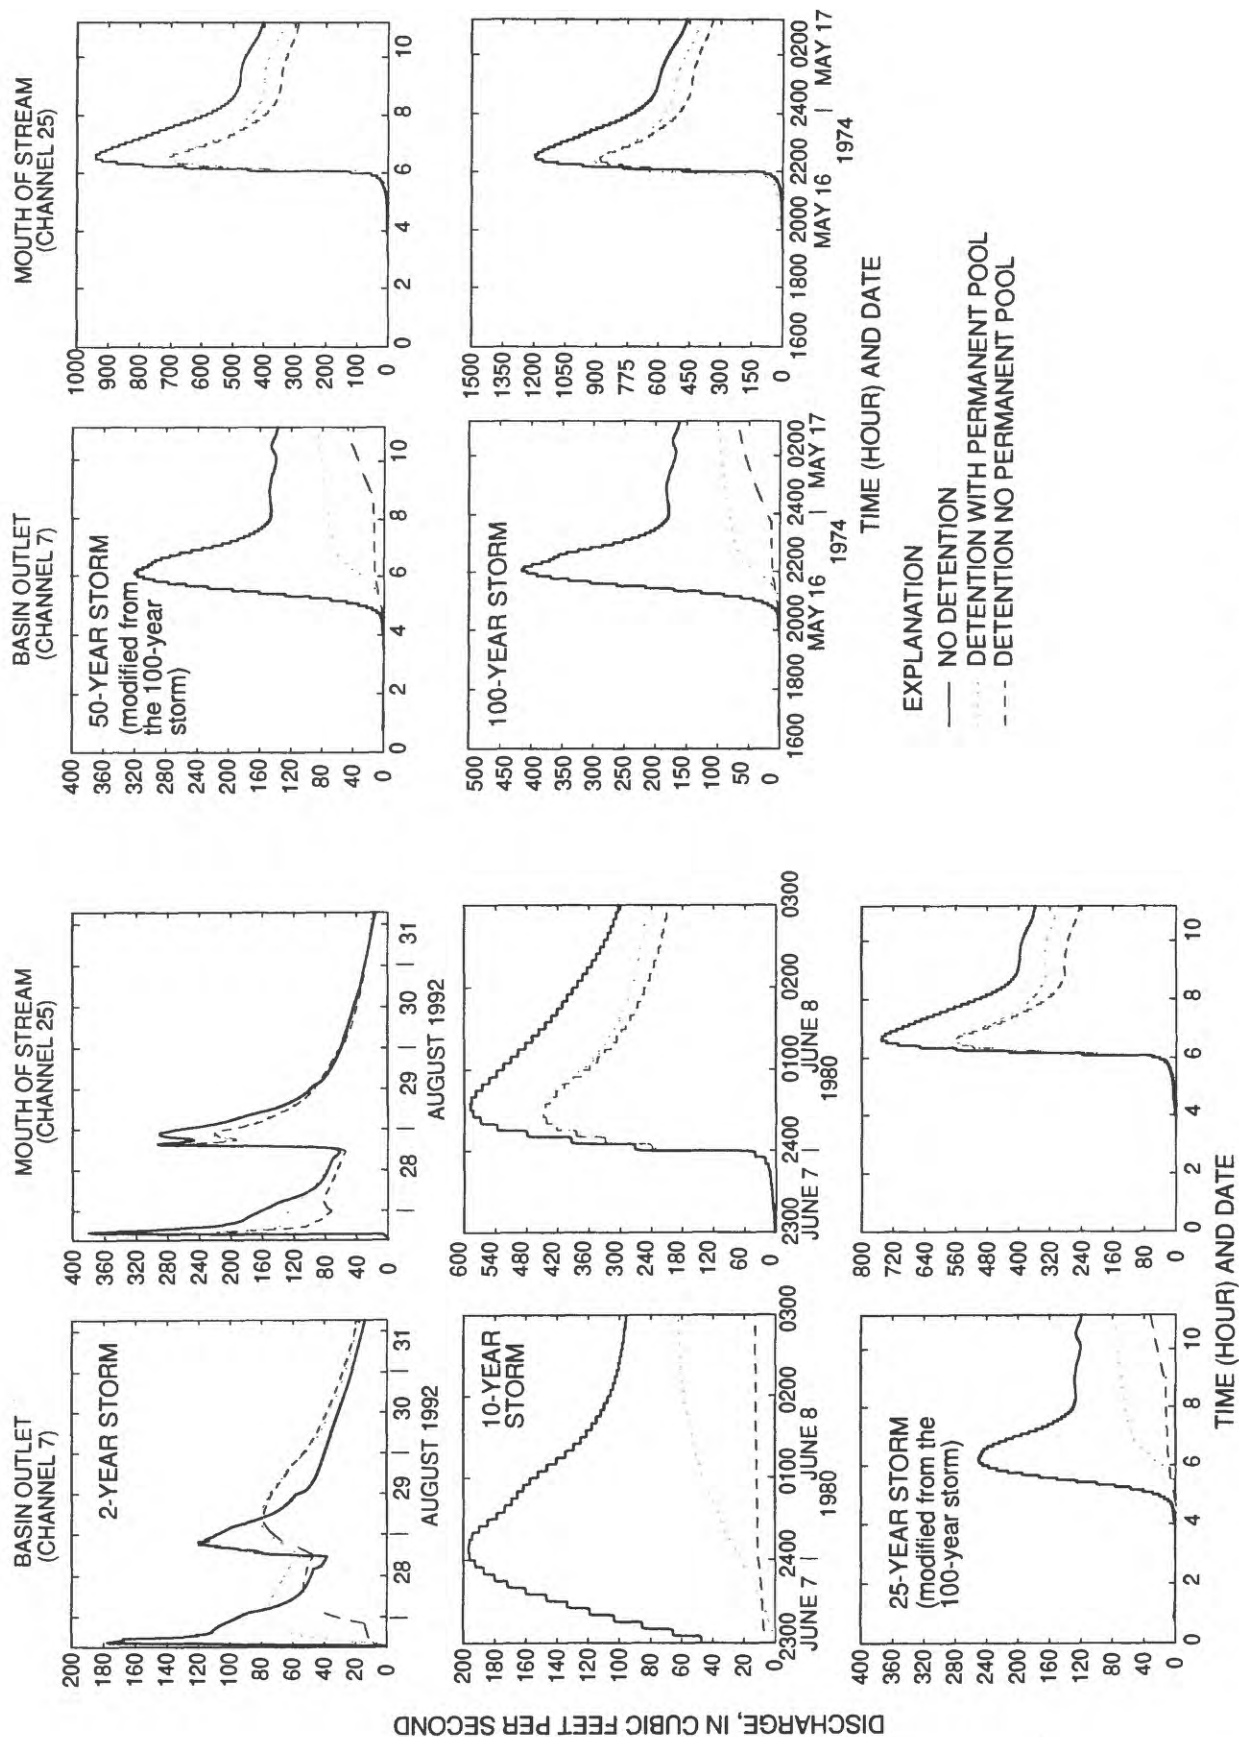 DISCHARGE, IN CUBIC FEET PER SECOND
BASIN OUTLET
(CHANNEL 7)
200
180
160
140
120
100
80
60
40
20
0
2-YEAR STORM
28 | 29 | 30 | 31
AUGUST 1992
MOUTH OF STREAM
(CHANNEL 25)
400
360
320
280
240
200
160
120
80
40
0
28 | 29 | 30 | 31
AUGUST 1992
200
180
160
140
120
100
80
60
40
20
0
10-YEAR
STORM
2300 2400 0100 0200 0300
JUNE 7 | JUNE 8
1980
600
540
480
420
360
300
240
180
120
60
0
2300 2400 0100 0200 0300
JUNE 7 | JUNE 8
1980
400
360
320
280
240
200
160
120
80
40
0
25-YEAR STORM
(modified from the
100-year storm)
0 2 4 6 8 10
800
720
640
560
480
400
320
240
160
80
0
0 2 4 6 8 10
TIME (HOUR) AND DATE
BASIN OUTLET
(CHANNEL 7)
400
360
320
280
240
200
160
120
80
40
0
50-YEAR STORM
(modified from
the 100-year
storm)
0 2 4 6 8 10
MOUTH OF STREAM
(CHANNEL 25)
1000
900
800
700
600
500
400
300
200
100
0
0 2 4 6 8 10
500
450
400
350
300
250
200
150
100
50
0
100-YEAR STORM
1600 1800 2000 2200 2400 0200
MAY 16 | MAY 17
1974
1500
1350
1200
1050
900
775
600
450
300
150
0
1600 1800 2000 2200 2400 0200
MAY 16 | MAY 17
1974
TIME (HOUR) AND DATE
EXPLANATION
NO DETENTION
DETENTION WITH PERMANENT POOL
DETENTION NO PERMANENT POOL